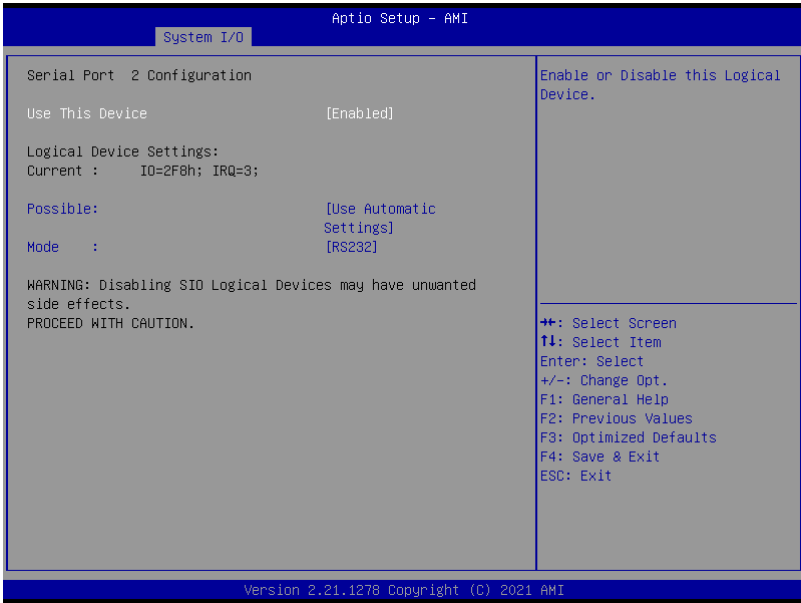 Aptio Setup – AMI
System I/O
Serial Port  2 Configuration
Use This Device [Enabled]
Logical Device Settings:
Current :     IO=2F8h; IRQ=3;
Possible: [Use Automatic
Settings]
Mode    : [RS232]
WARNING: Disabling SIO Logical Devices may have unwanted
side effects.
PROCEED WITH CAUTION.
Enable or Disable this Logical
Device.
→←: Select Screen
↑↓: Select Item
Enter: Select
+/-: Change Opt.
F1: General Help
F2: Previous Values
F3: Optimized Defaults
F4: Save & Exit
ESC: Exit
Version 2.21.1278 Copyright (C) 2021 AMI